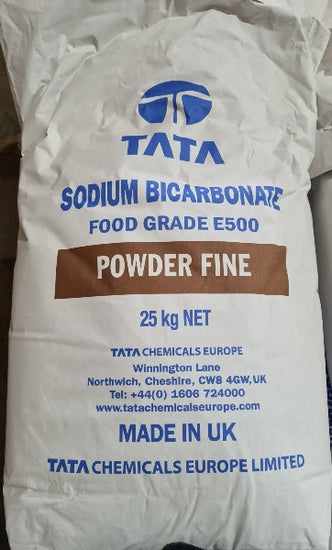 TATA
SODIUM BICARBONATE
FOOD GRADE E500
POWDER FINE
25 kg NET
TATA CHEMICALS EUROPE
Winnington Lane
Northwich, Cheshire, CW8 4GW,UK
Tel: +44(0) 1606 724000
www.tatachemicalseurope.com
MADE IN UK
TATA CHEMICALS EUROPE LIMITED